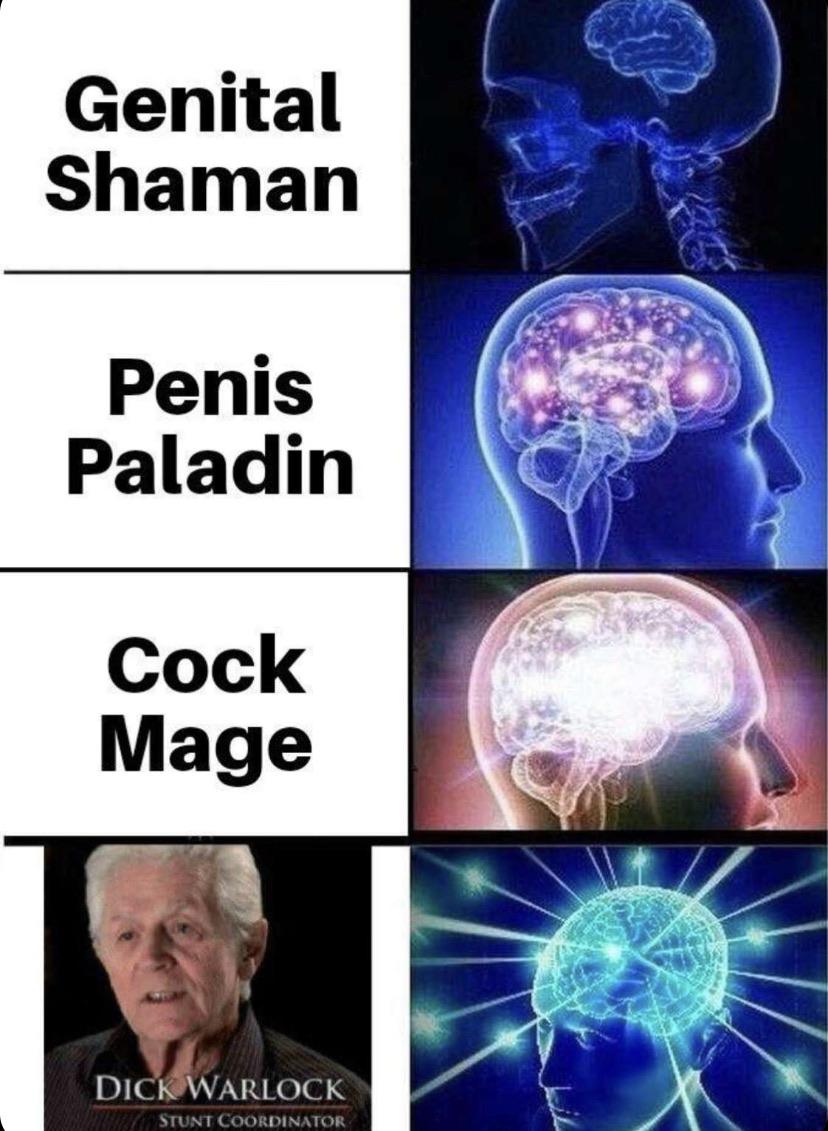 Genital
Shaman
Penis
Paladin
Cock
Mage
DICK WARLOCK
STUNT COORDINATOR